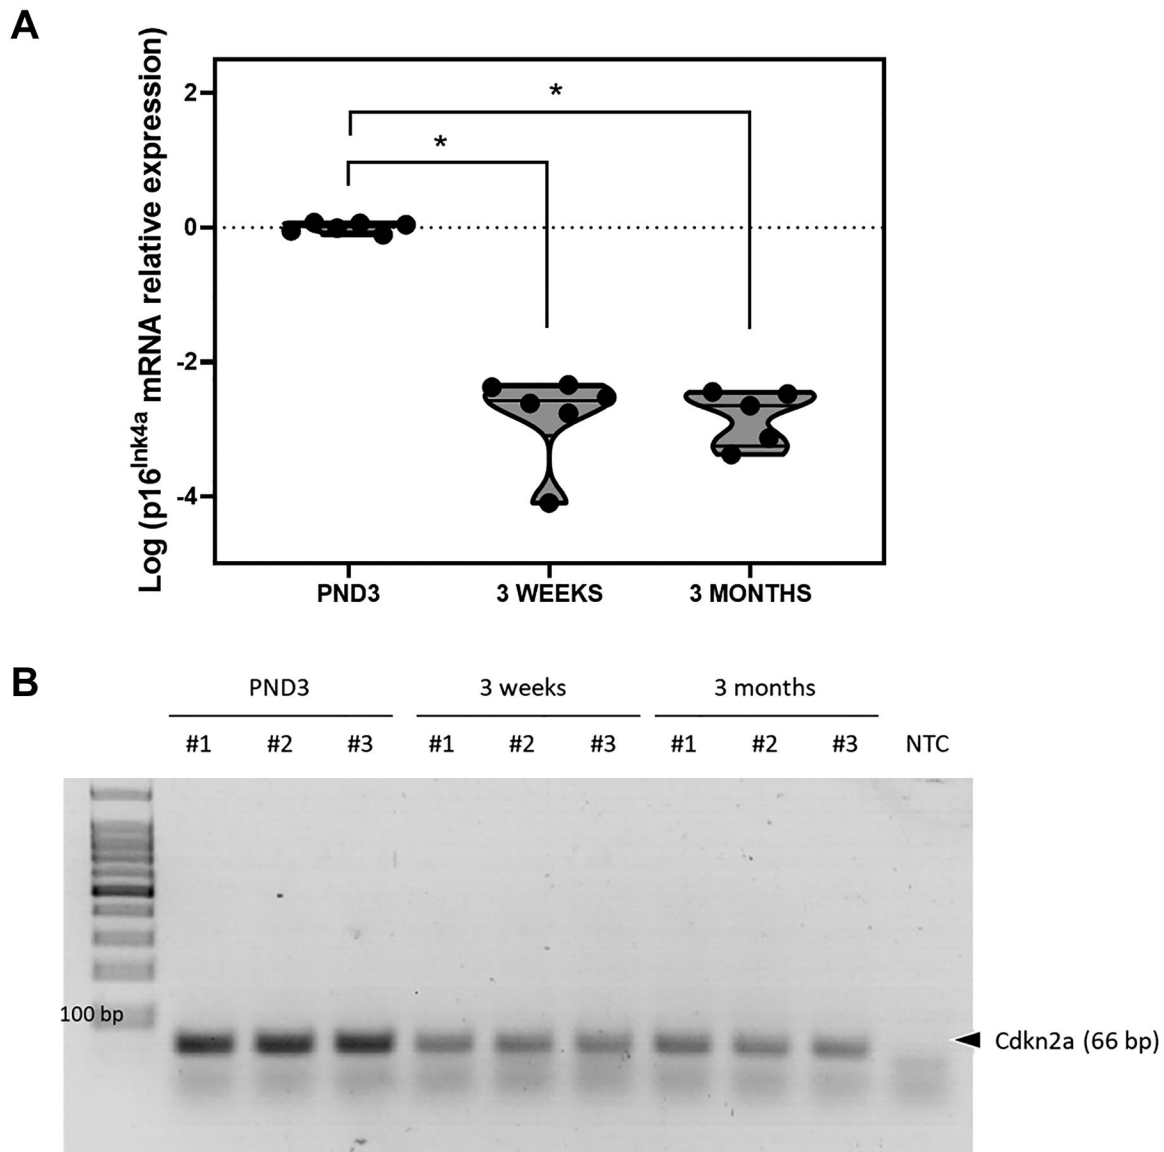 A
Log (p16Ink4a mRNA relative expression)
2
0
-2
-4
*
*
PND3 3 WEEKS 3 MONTHS
B
PND3 3 weeks 3 months
#1 #2 #3 #1 #2 #3 #1 #2 #3 NTC
100 bp
Cdkn2a (66 bp)